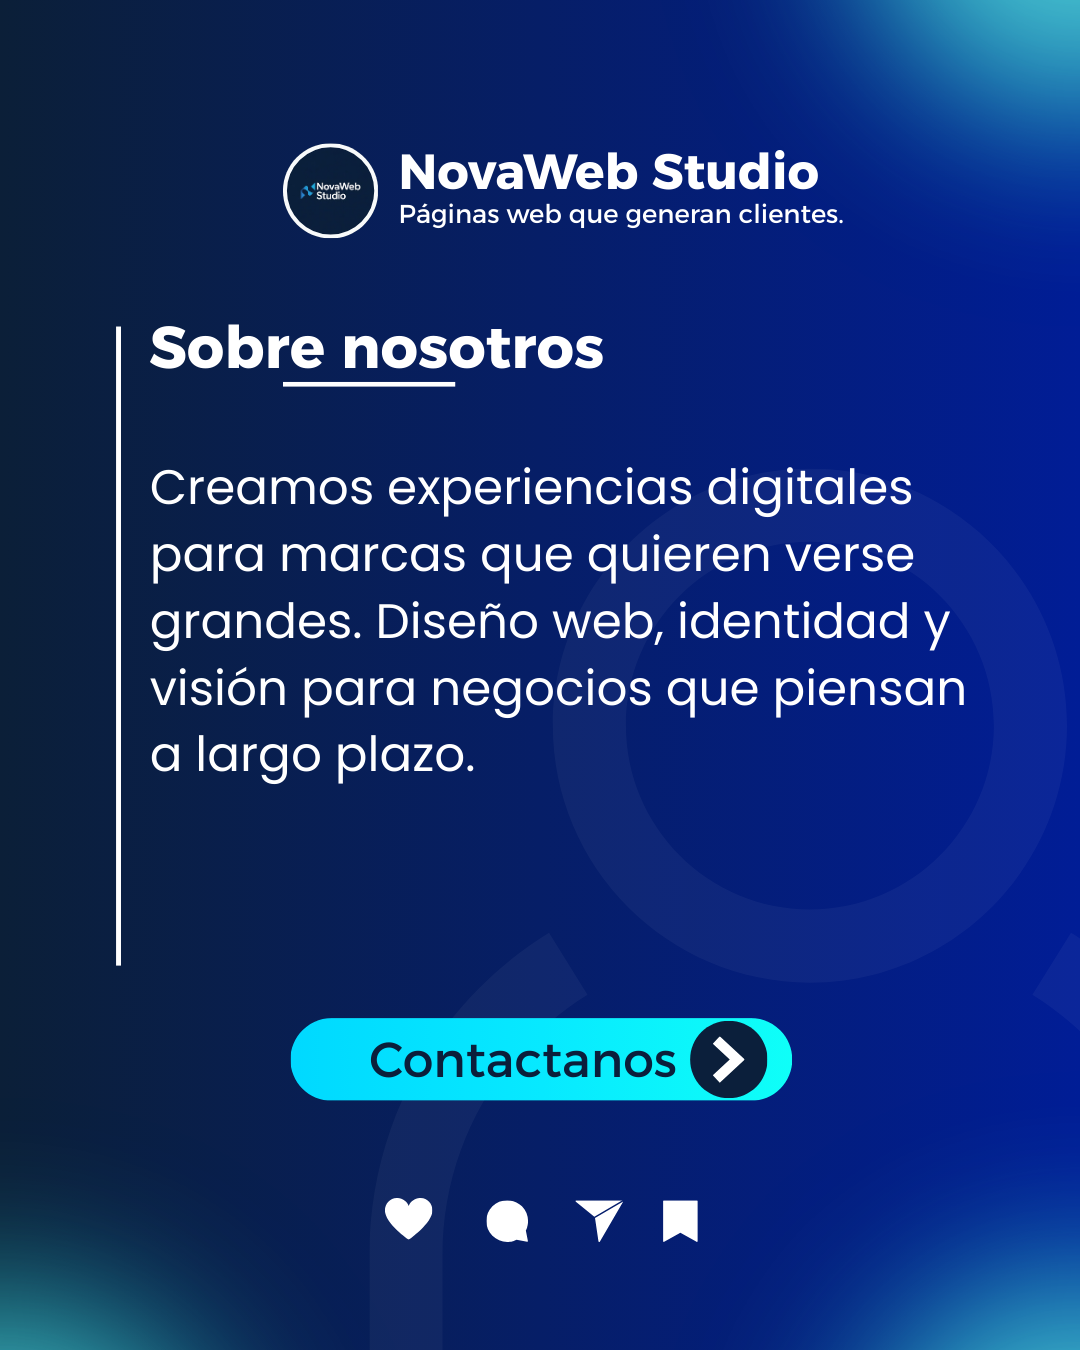 NovaWeb
Studio
NovaWeb Studio
Páginas web que generan clientes.
Sobre nosotros
Creamos experiencias digitales
para marcas que quieren verse
grandes. Diseño web, identidad y
visión para negocios que piensan
a largo plazo.
Contactanos